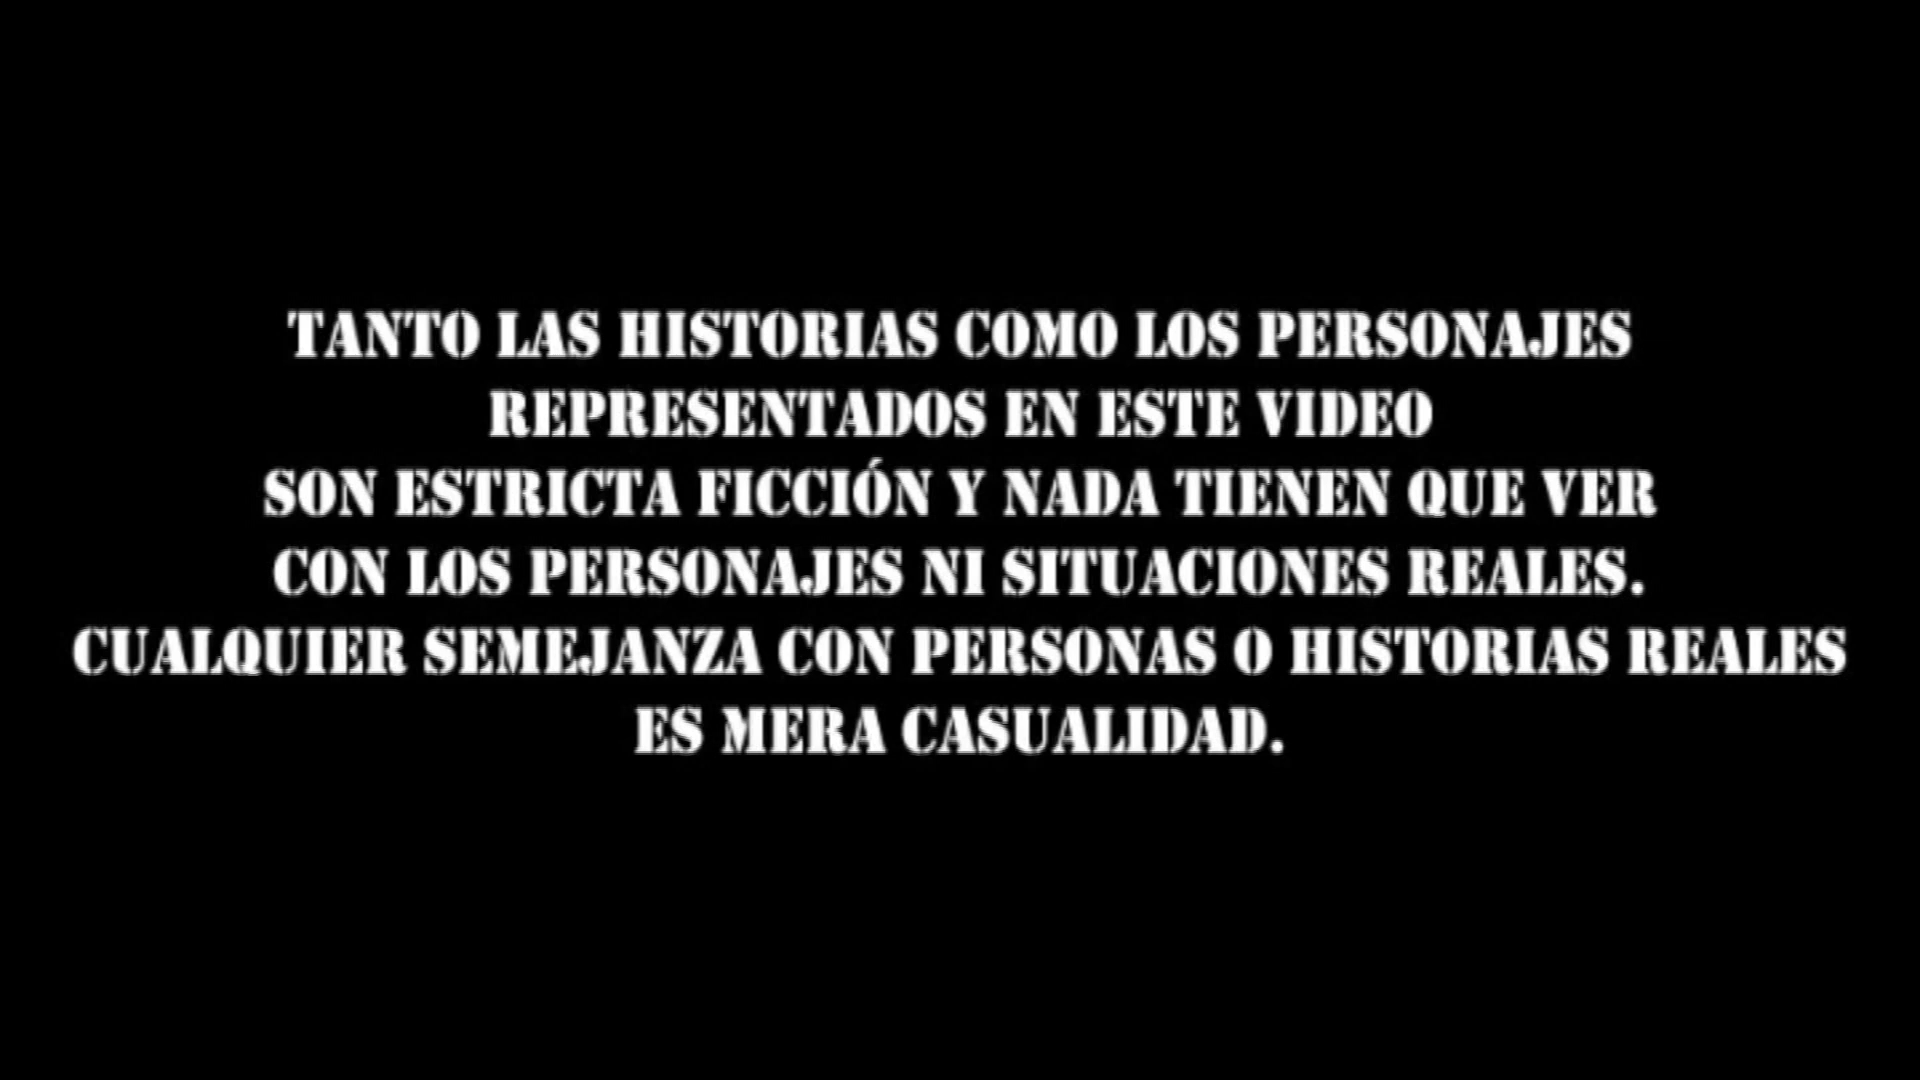 TANTO LAS HISTORIAS COMO LOS PERSONAJES
REPRESENTADOS EN ESTE VIDEO
SON ESTRICTA FICCIÓN Y NADA TIENEN QUE VER
CON LOS PERSONAJES NI SITUACIONES REALES.
CUALQUIER SEMEJANZA CON PERSONAS O HISTORIAS REALES
ES MERA CASUALIDAD.